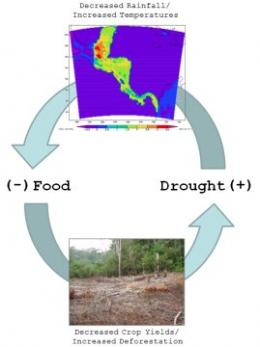 Decreased Rainfall/
Increased Temperatures
(-) Food
Drought (+)
Decreased Crop Yields/
Increased Deforestation